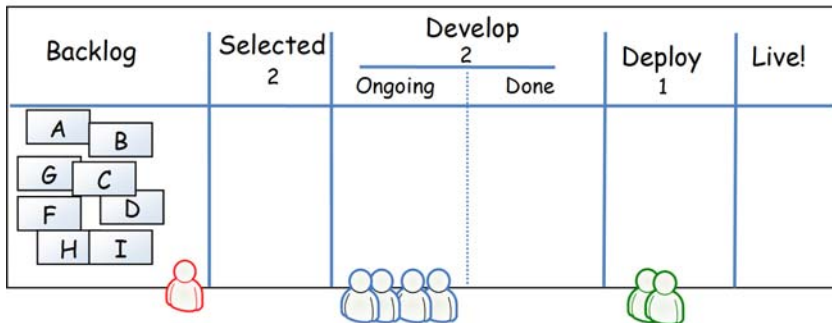 Backlog
Selected
2
Develop
2
Ongoing
Done
Deploy
1
Live!
A
B
G
C
F
D
H
I